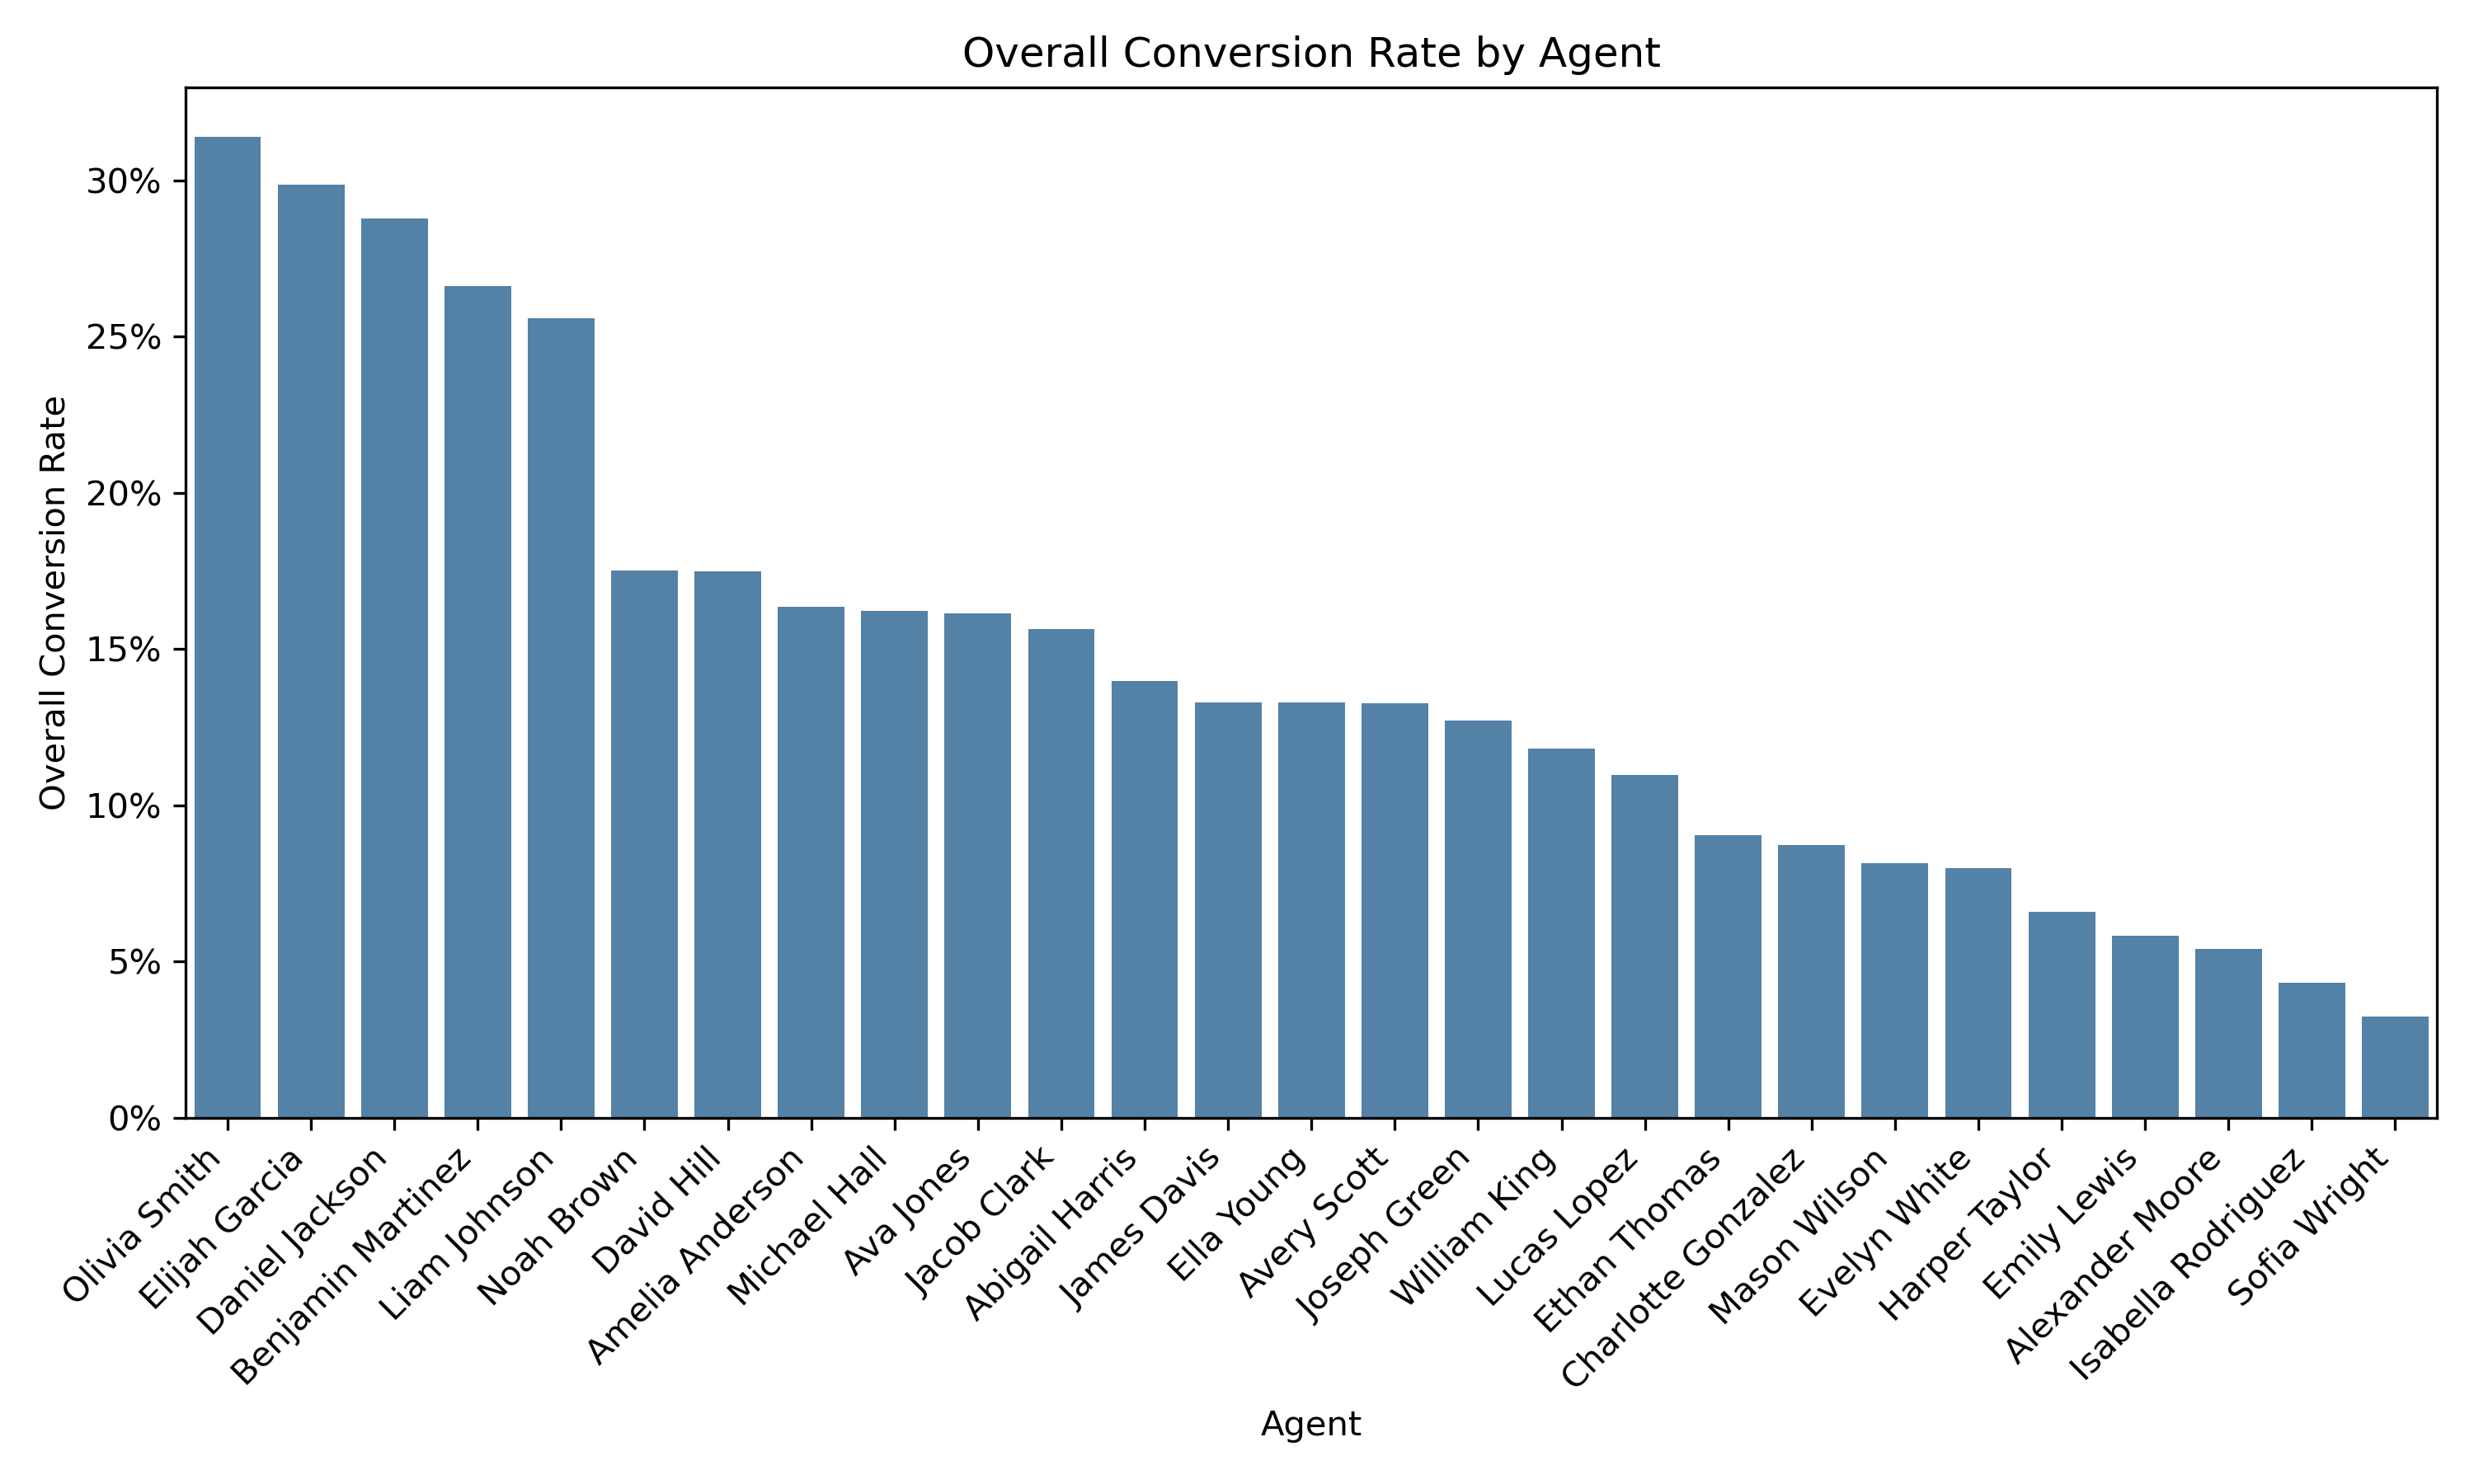 Overall Conversion Rate by Agent
Overall Conversion Rate
30%
25%
20%
15%
10%
5%
0%
Olivia Smith
Elijah Garcia
Daniel Jackson
Benjamin Martinez
Liam Johnson
Noah Brown
David Hill
Amelia Anderson
Michael Hall
Ava Jones
Jacob Clark
Abigail Harris
James Davis
Ella Young
Avery Scott
Joseph Green
William King
Lucas Lopez
Ethan Thomas
Charlotte Gonzalez
Mason Wilson
Evelyn White
Harper Taylor
Emily Lewis
Alexander Moore
Isabella Rodriguez
Sofia Wright
Agent